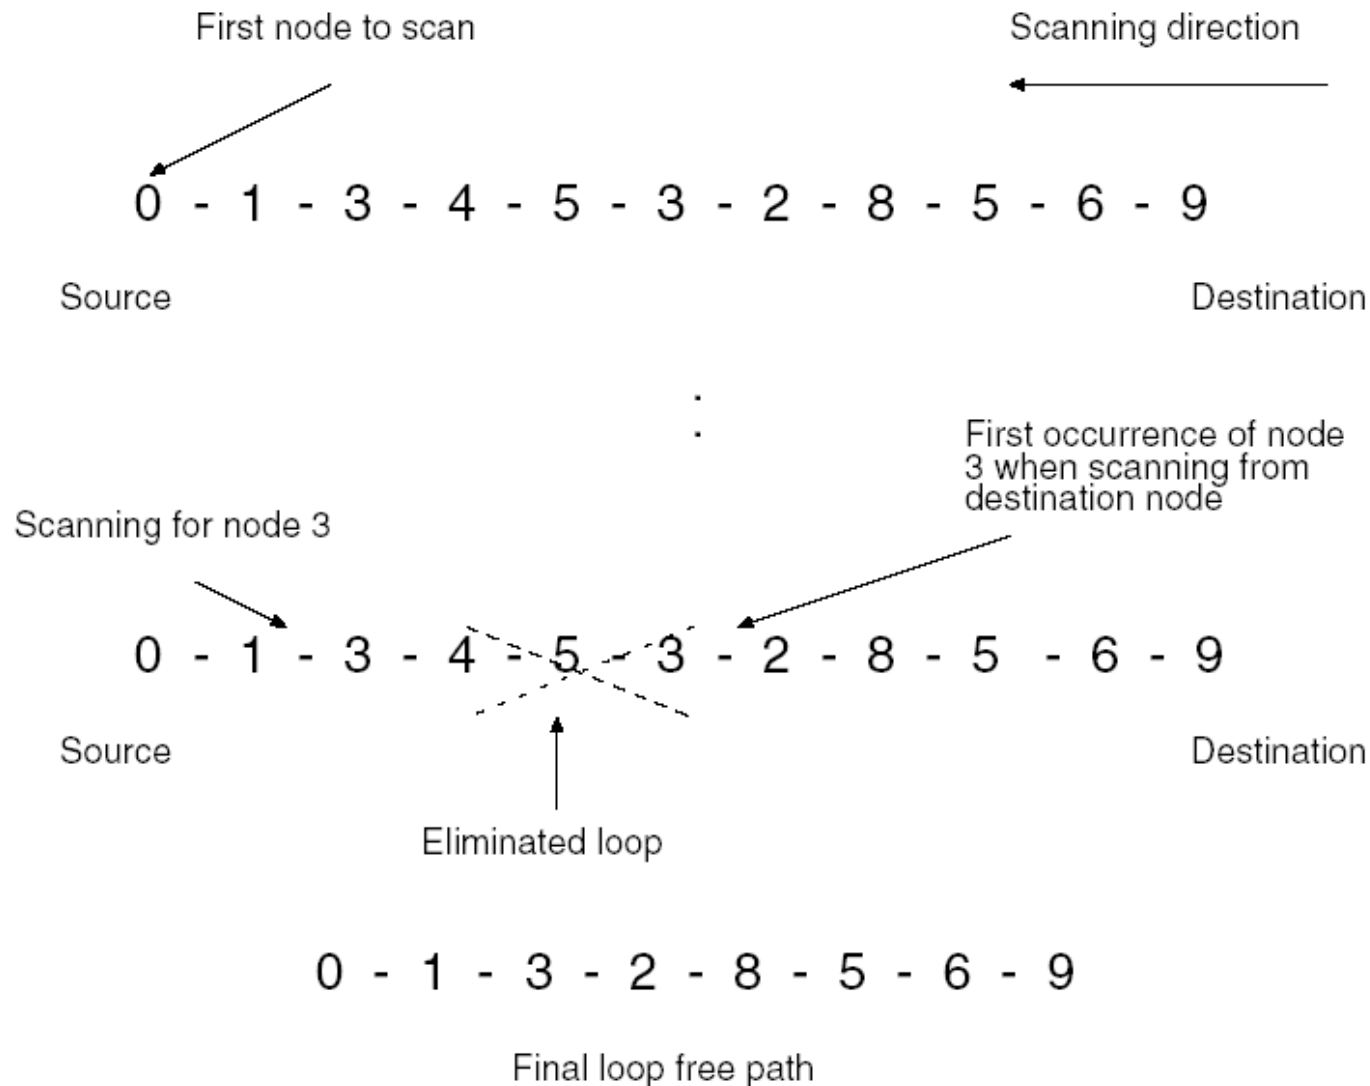 First node to scan
Scanning direction
0 - 1 - 3 - 4 - 5 - 3 - 2 - 8 - 5 - 6 - 9
Source
Destination
:
First occurrence of node
3 when scanning from
destination node
Scanning for node 3
0 - 1 - 3 - 4 - 5 - 3 - 2 - 8 - 5 - 6 - 9
Source
Destination
Eliminated loop
0 - 1 - 3 - 2 - 8 - 5 - 6 - 9
Final loop free path